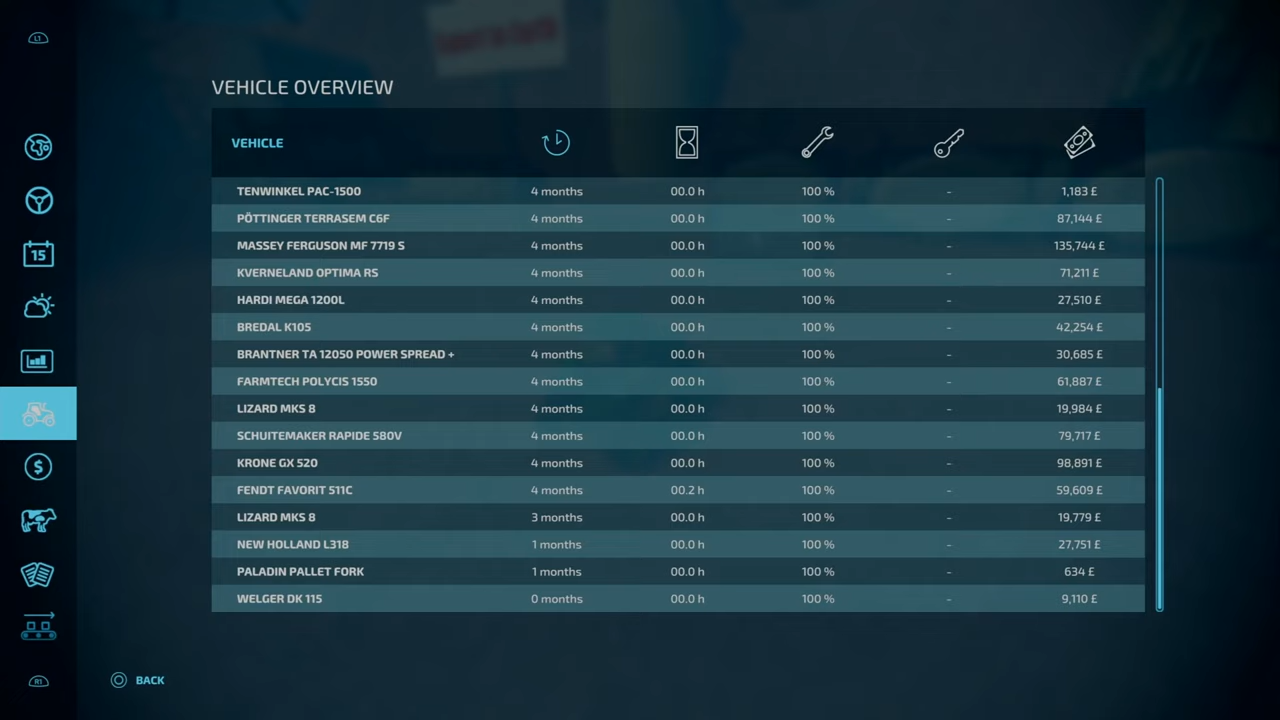 L1
VEHICLE OVERVIEW
VEHICLE
TENWINKEL PAC-1500 4 months 00.0 h 100 % - 1,183 £
PÖTTINGER TERRASEM C6F 4 months 00.0 h 100 % - 87,144 £
MASSEY FERGUSON MF 7719 S 4 months 00.0 h 100 % - 135,744 £
KVERNELAND OPTIMA RS 4 months 00.0 h 100 % - 71,211 £
HARDI MEGA 1200L 4 months 00.0 h 100 % - 27,510 £
BREDAL K105 4 months 00.0 h 100 % - 42,254 £
BRANTNER TA 12050 POWER SPREAD + 4 months 00.0 h 100 % - 30,685 £
FARMTECH POLYCIS 1550 4 months 00.0 h 100 % - 61,887 £
LIZARD MKS 8 4 months 00.0 h 100 % - 19,984 £
SCHUITEMAKER RAPIDE 580V 4 months 00.0 h 100 % - 79,717 £
KRONE GX 520 4 months 00.0 h 100 % - 98,891 £
FENDT FAVORIT 511C 4 months 00.2 h 100 % - 59,609 £
LIZARD MKS 8 3 months 00.0 h 100 % - 19,779 £
NEW HOLLAND L318 1 months 00.0 h 100 % - 27,751 £
PALADIN PALLET FORK 1 months 00.0 h 100 % - 634 £
WELGER DK 115 0 months 00.0 h 100 % - 9,110 £
15
$
R1
BACK